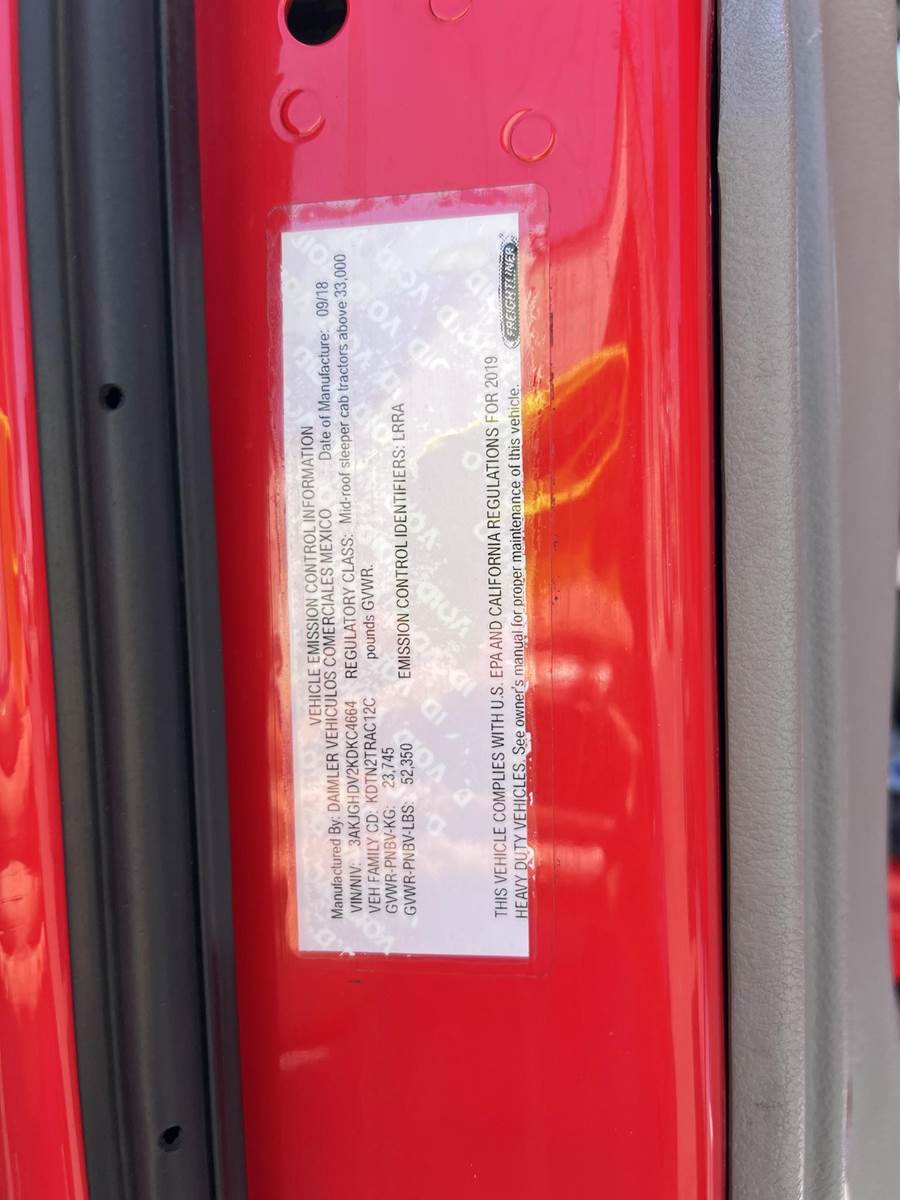 VEHICLE EMISSION CONTROL INFORMATION
Manufactured By: DAIMLER VEHICULOS COMERCIALES MEXICO Date of Manufacture: 09/18
VIN/NIV: 3AKJGHDV2KDKC4664 REGULATORY CLASS: Mid-roof sleeper cab tractors above 33,000
VEH FAMILY CD: KDTN2TRAC12C pounds GVWR.
GVWR-PNBV-KG: 23,745
GVWR-PNBV-LBS: 52,350 EMISSION CONTROL IDENTIFIERS: LRRA
THIS VEHICLE COMPLIES WITH U.S. EPA AND CALIFORNIA REGULATIONS FOR 2019
HEAVY DUTY VEHICLES. See owner's manual for proper maintenance of this vehicle.
FREIGHTLINER